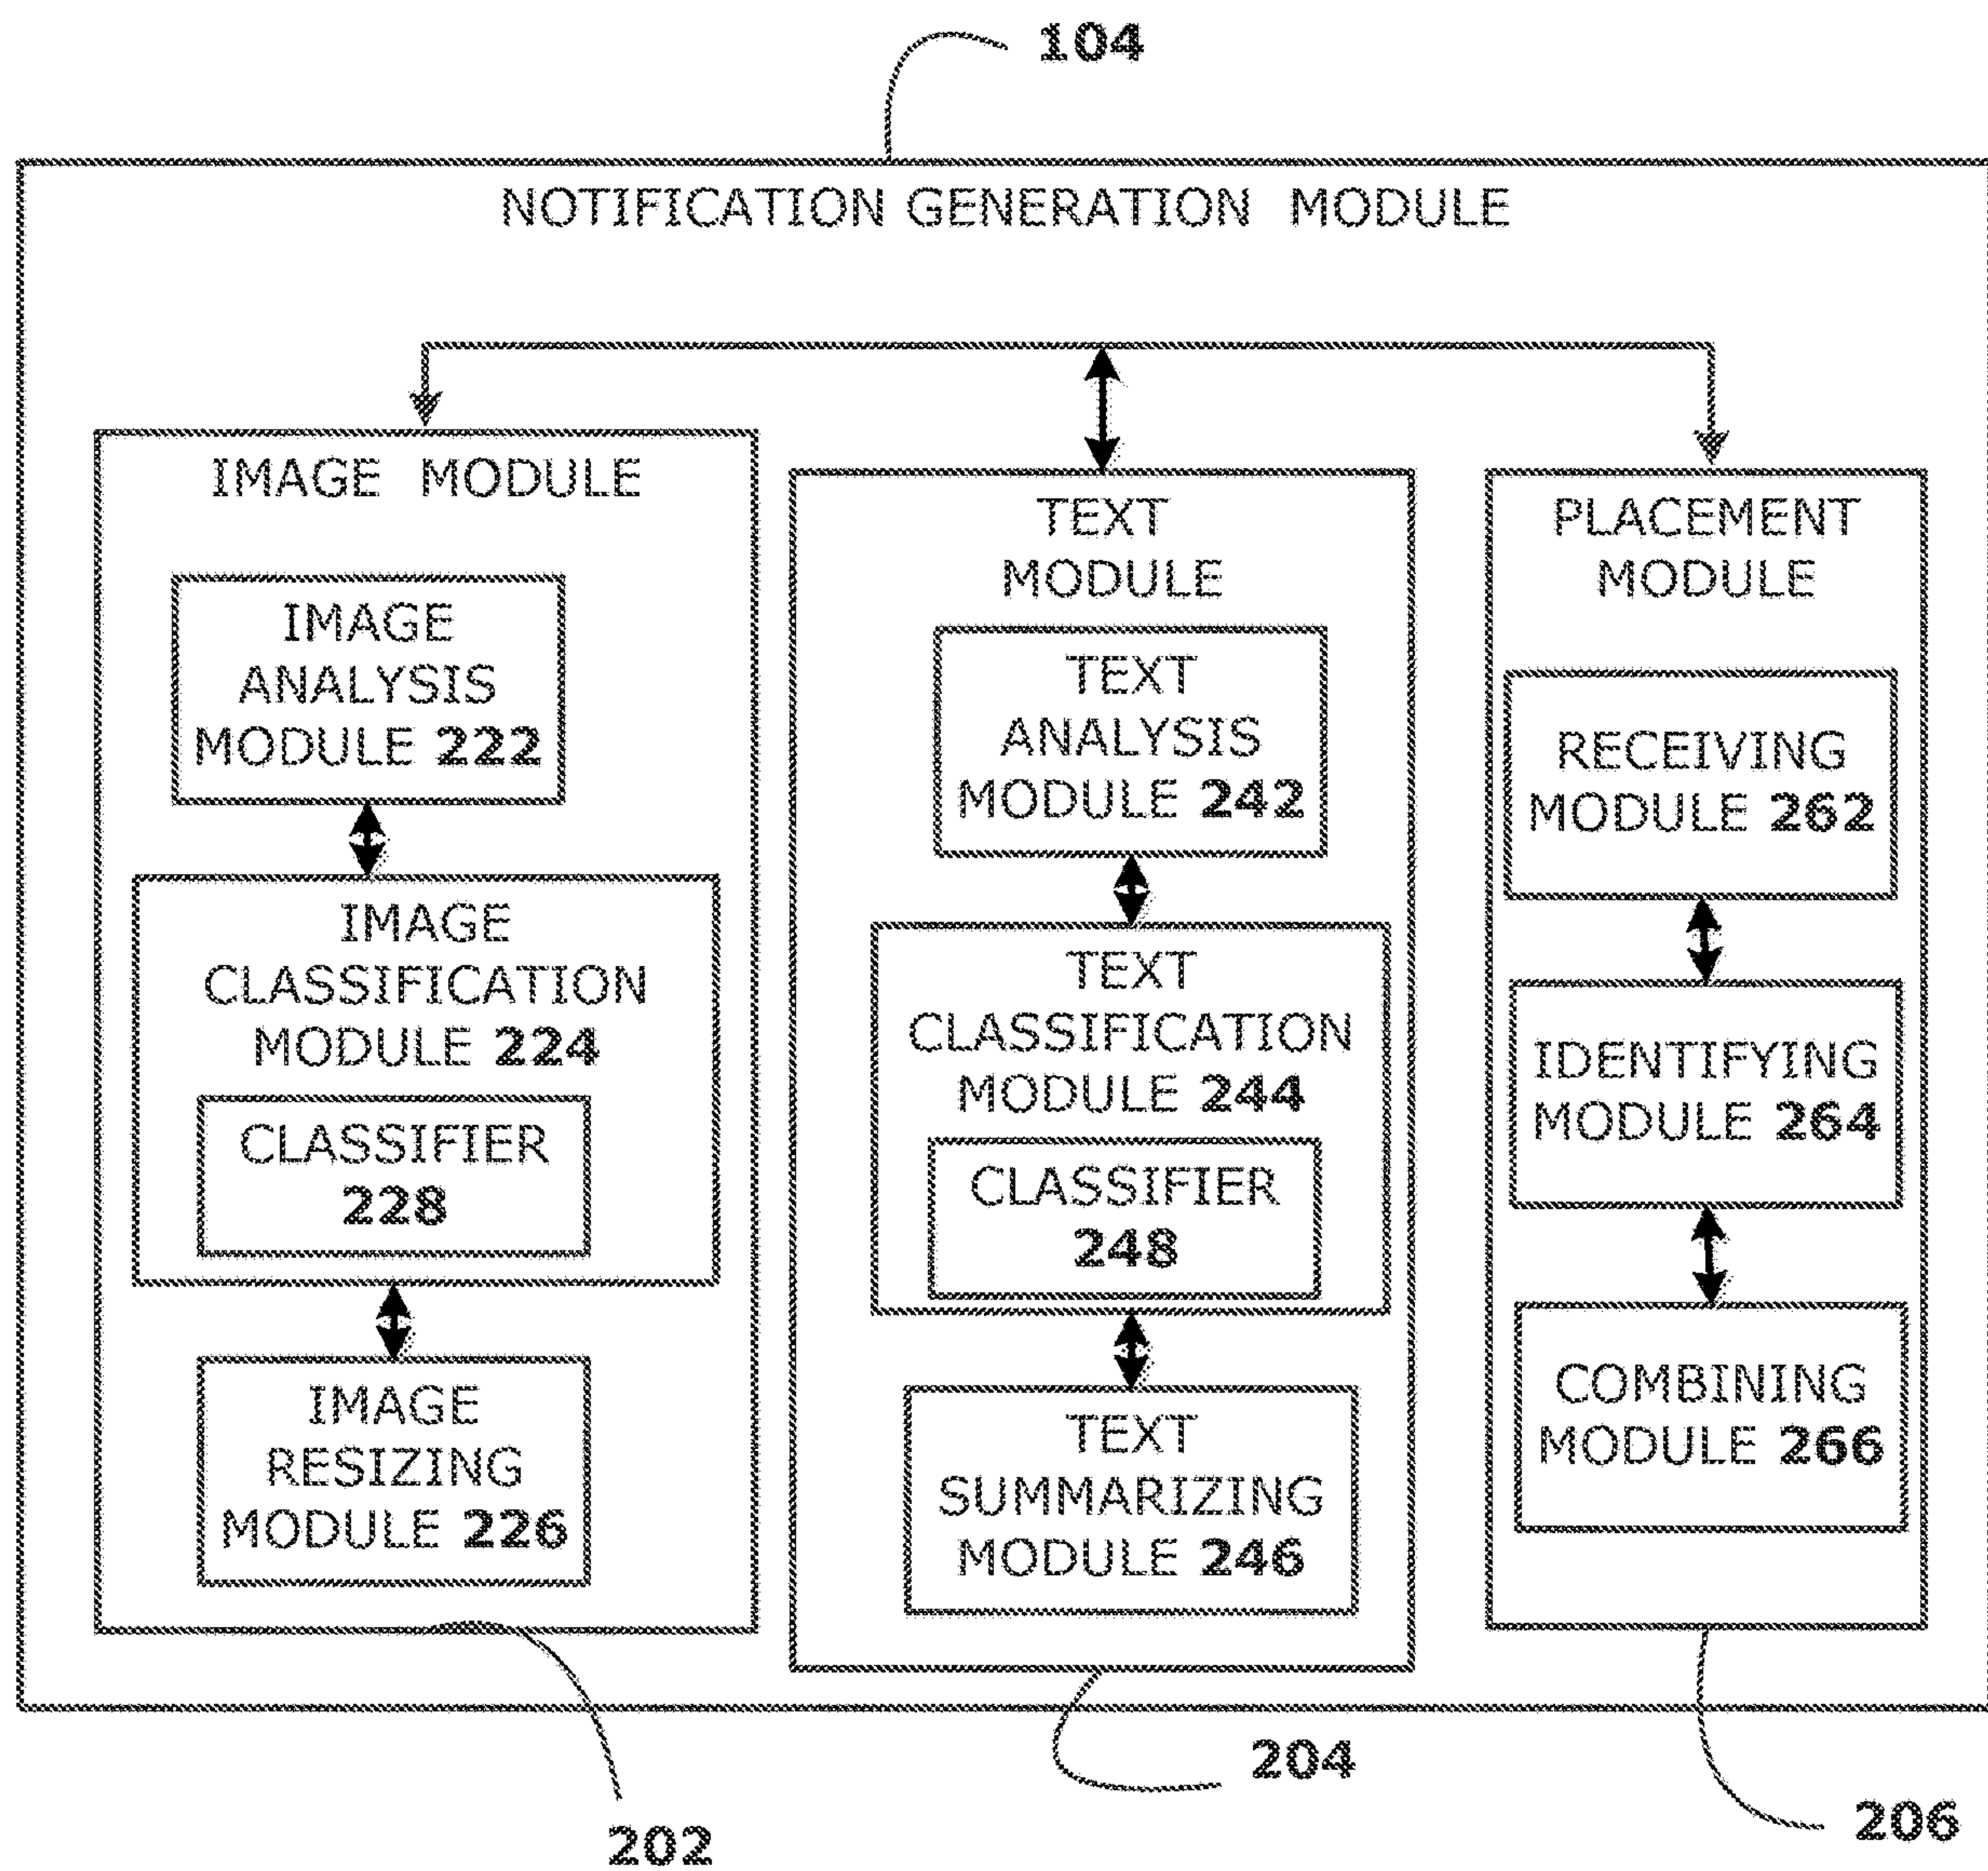 104
NOTIFICATION GENERATION MODULE
IMAGE MODULE
IMAGE
ANALYSIS
MODULE 222
IMAGE
CLASSIFICATION
MODULE 224
CLASSIFIER
228
IMAGE
RESIZING
MODULE 226
TEXT
MODULE
TEXT
ANALYSIS
MODULE 242
TEXT
CLASSIFICATION
MODULE 244
CLASSIFIER
248
TEXT
SUMMARIZING
MODULE 246
PLACEMENT
MODULE
RECEIVING
MODULE 262
IDENTIFYING
MODULE 264
COMBINING
MODULE 266
202
204
206